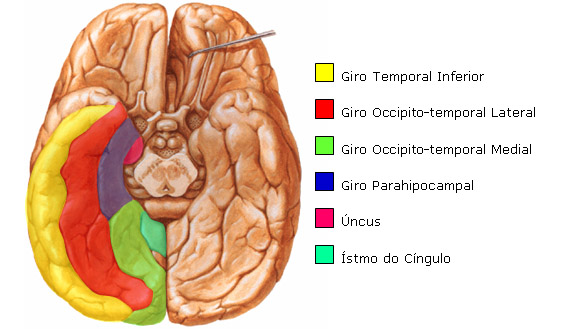 Giro Temporal Inferior
Giro Occipito-temporal Lateral
Giro Occipito-temporal Medial
Giro Parahipocampal
Úncus
Ístmo do Cíngulo